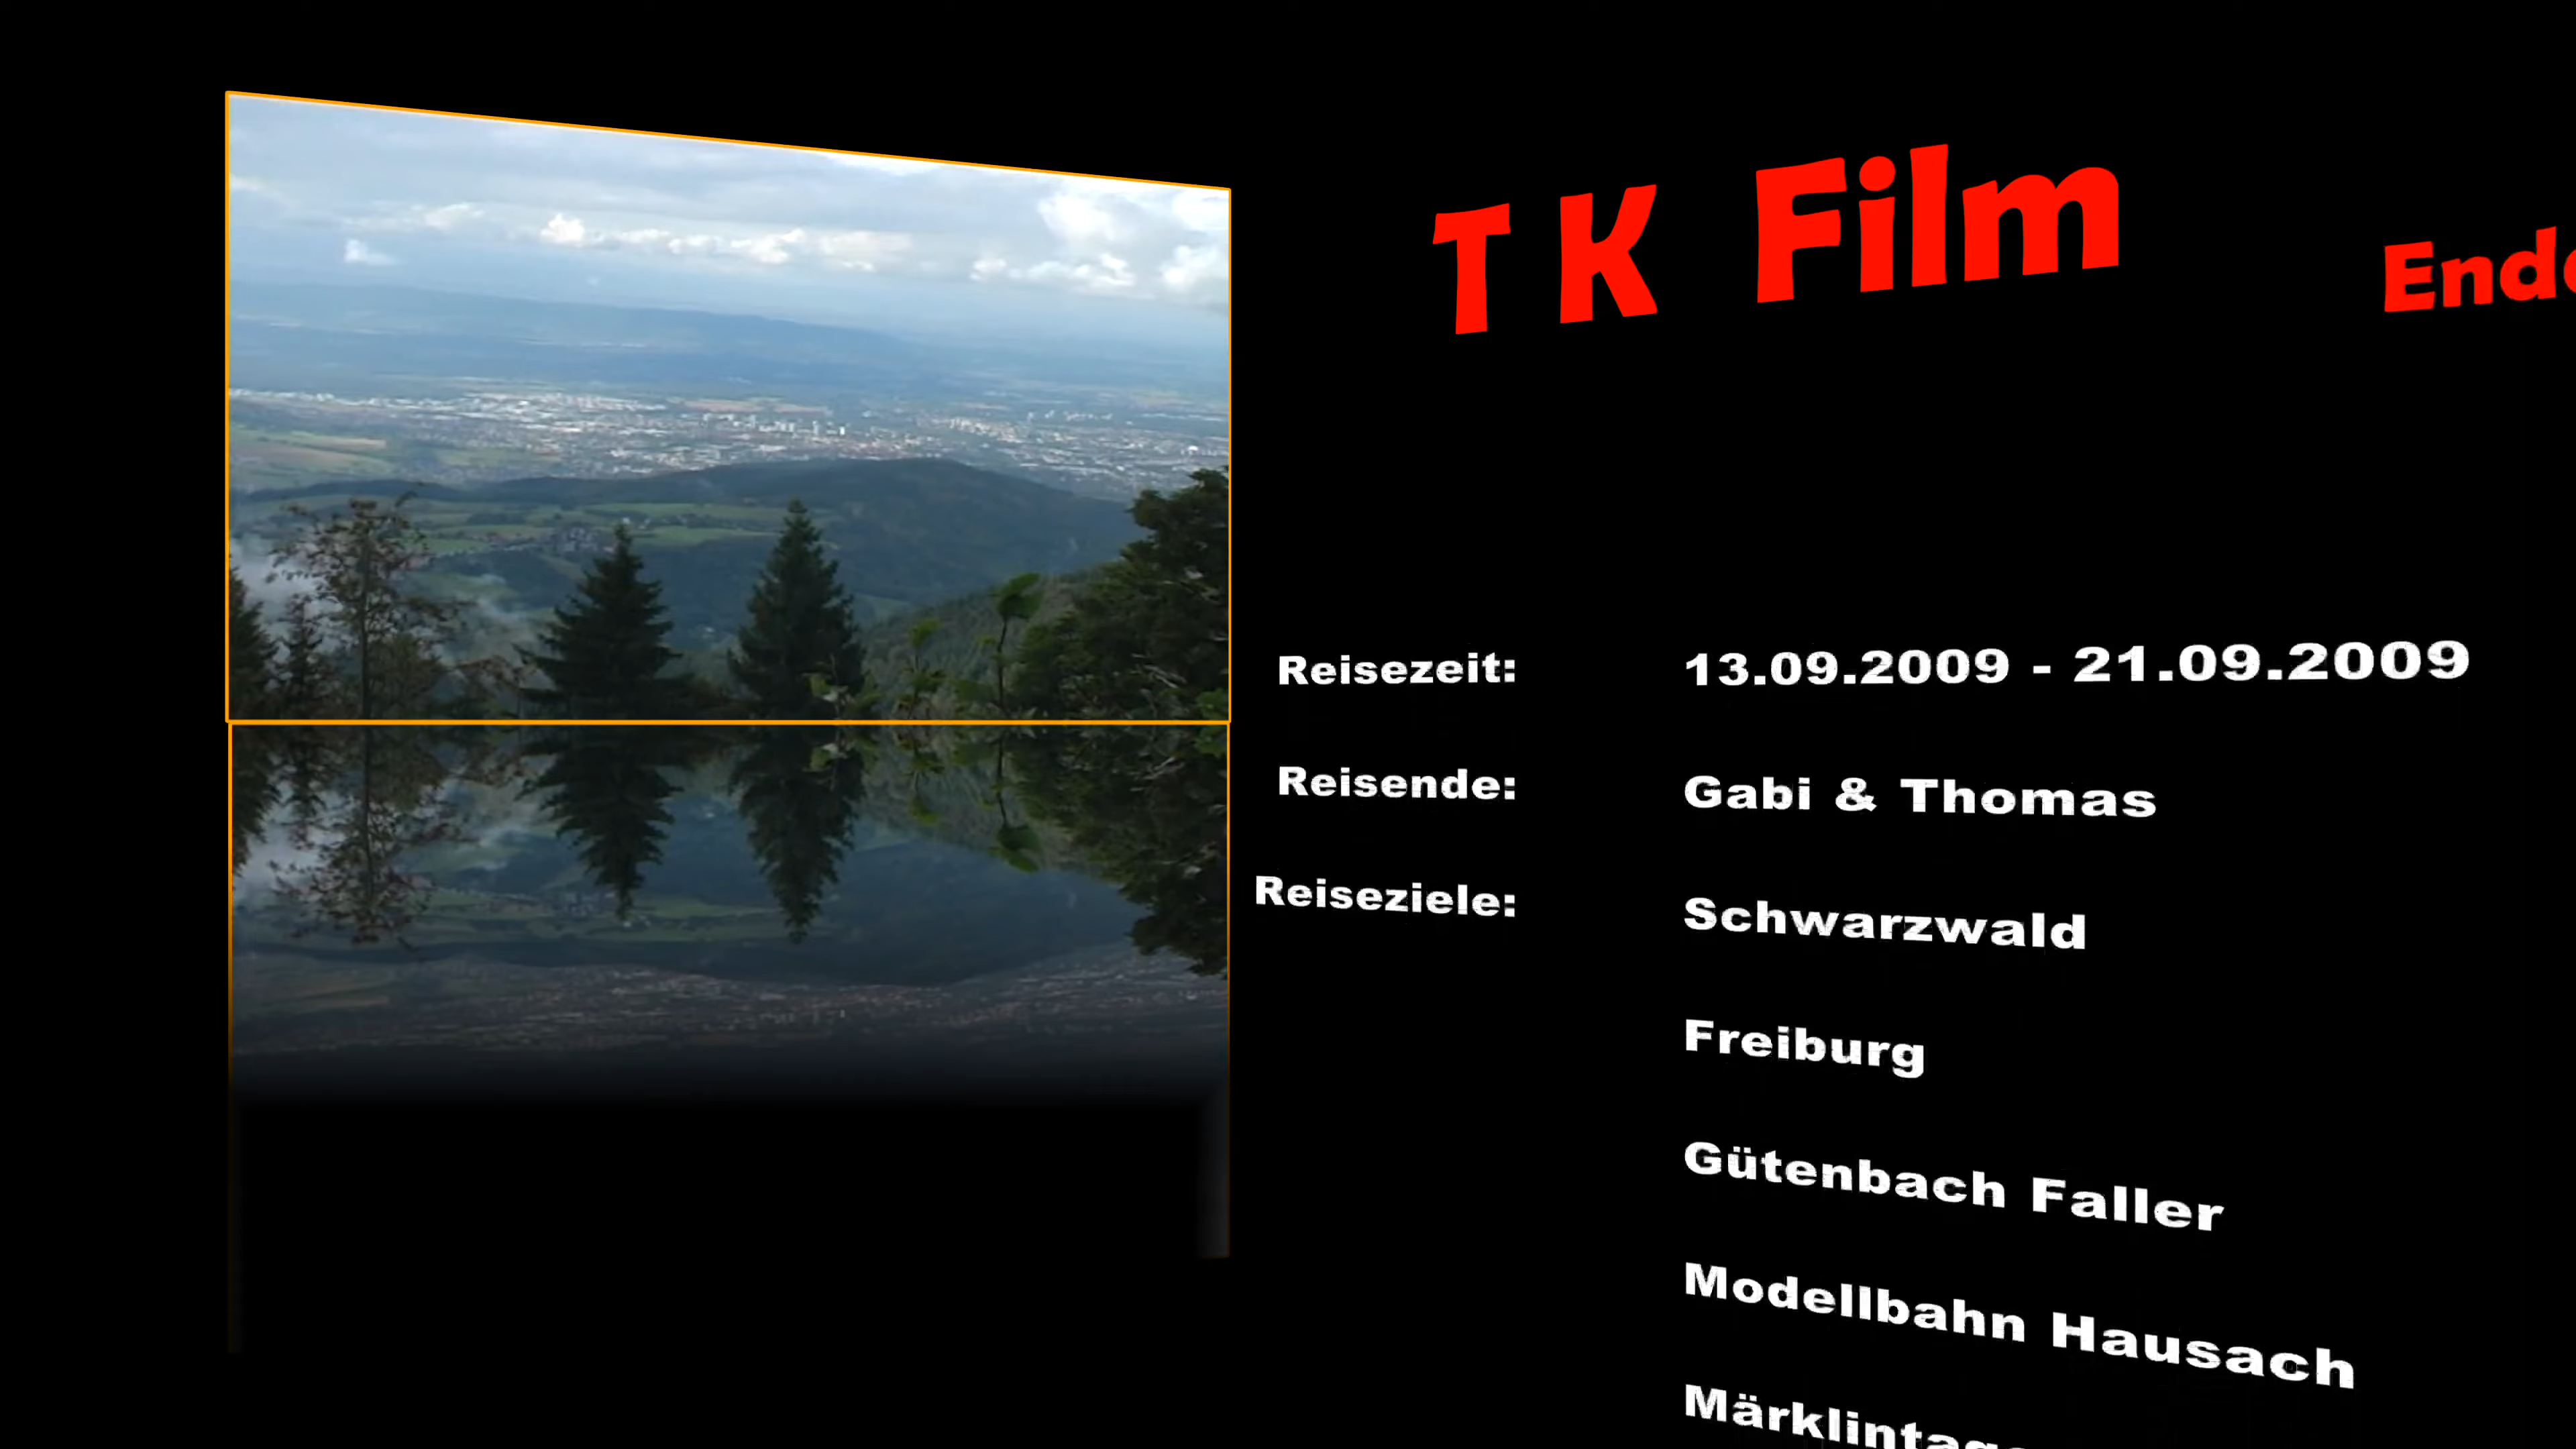 T K Film
Reisezeit: 13.09.2009 - 21.09.2009
Reisende: Gabi & Thomas
Reiseziele: Schwarzwald
Freiburg
Gütenbach Faller
Modellbahn Hausach